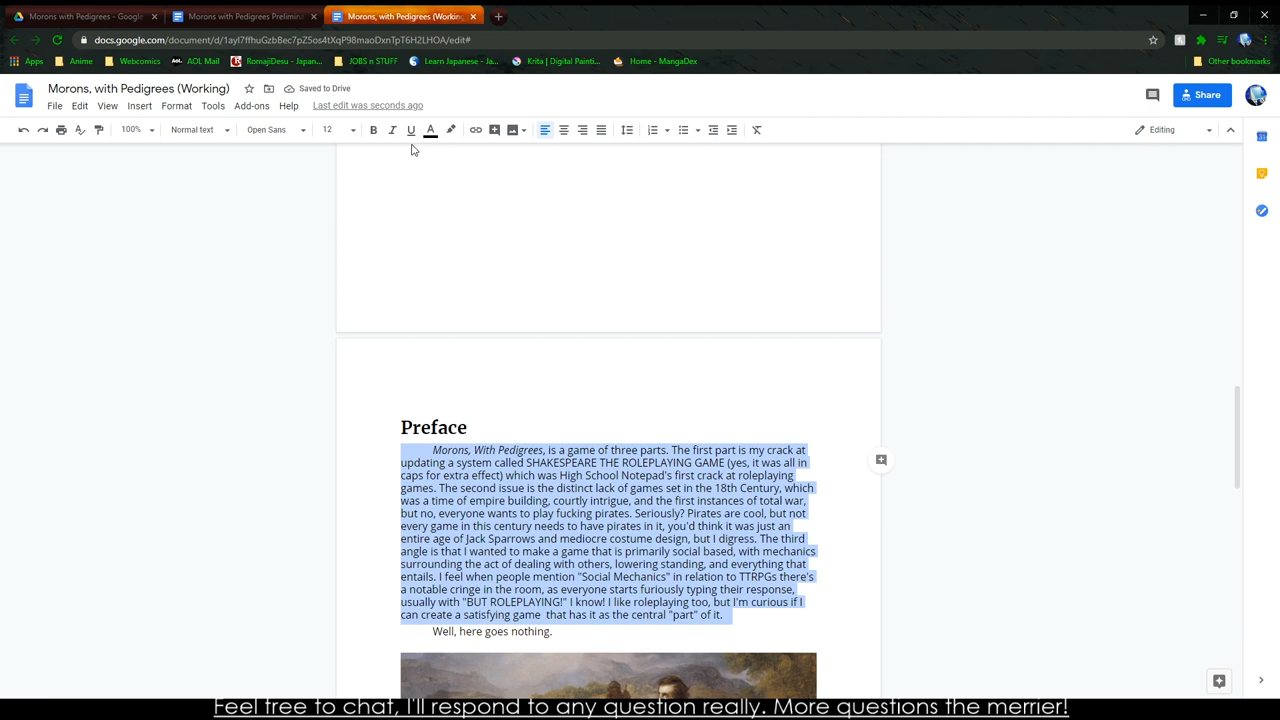 Morons with Pedigrees - Google
Morons with Pedigrees Prelimina
Morons, with Pedigrees (Working
docs.google.com/document/d/1ayl7ffhuGzbBec7pZ5os4tXqP98maoDxnTpT6H2LHOA/edit#
Apps
Anime
Webcomics
AOL Mail
RomajiDesu - Japan...
JOBS n STUFF
Learn Japanese - Ja...
Krita | Digital Painti...
Home - MangaDex
Other bookmarks
Morons, with Pedigrees (Working)
Saved to Drive
Share
File Edit View Insert Format Tools Add-ons Help Last edit was seconds ago
100% Normal text Open Sans 12 B I U A Editing
Preface
Morons, With Pedigrees, is a game of three parts. The first part is my crack at
updating a system called SHAKESPEARE THE ROLEPLAYING GAME (yes, it was all in
caps for extra effect) which was High School Notepad's first crack at roleplaying
games. The second issue is the distinct lack of games set in the 18th Century, which
was a time of empire building, courtly intrigue, and the first instances of total war,
but no, everyone wants to play fucking pirates. Seriously? Pirates are cool, but not
every game in this century needs to have pirates in it, you'd think it was just an
entire age of Jack Sparrows and mediocre costume design, but I digress. The third
angle is that I wanted to make a game that is primarily social based, with mechanics
surrounding the act of dealing with others, lowering standing, and everything that
entails. I feel when people mention "Social Mechanics" in relation to TTRPGs there's
a notable cringe in the room, as everyone starts furiously typing their response,
usually with "BUT ROLEPLAYING!" I know! I like roleplaying too, but I'm curious if I
can create a satisfying game  that has it as the central "part" of it.
Well, here goes nothing.
Feel free to chat, I'll respond to any question really. More questions the merrier!